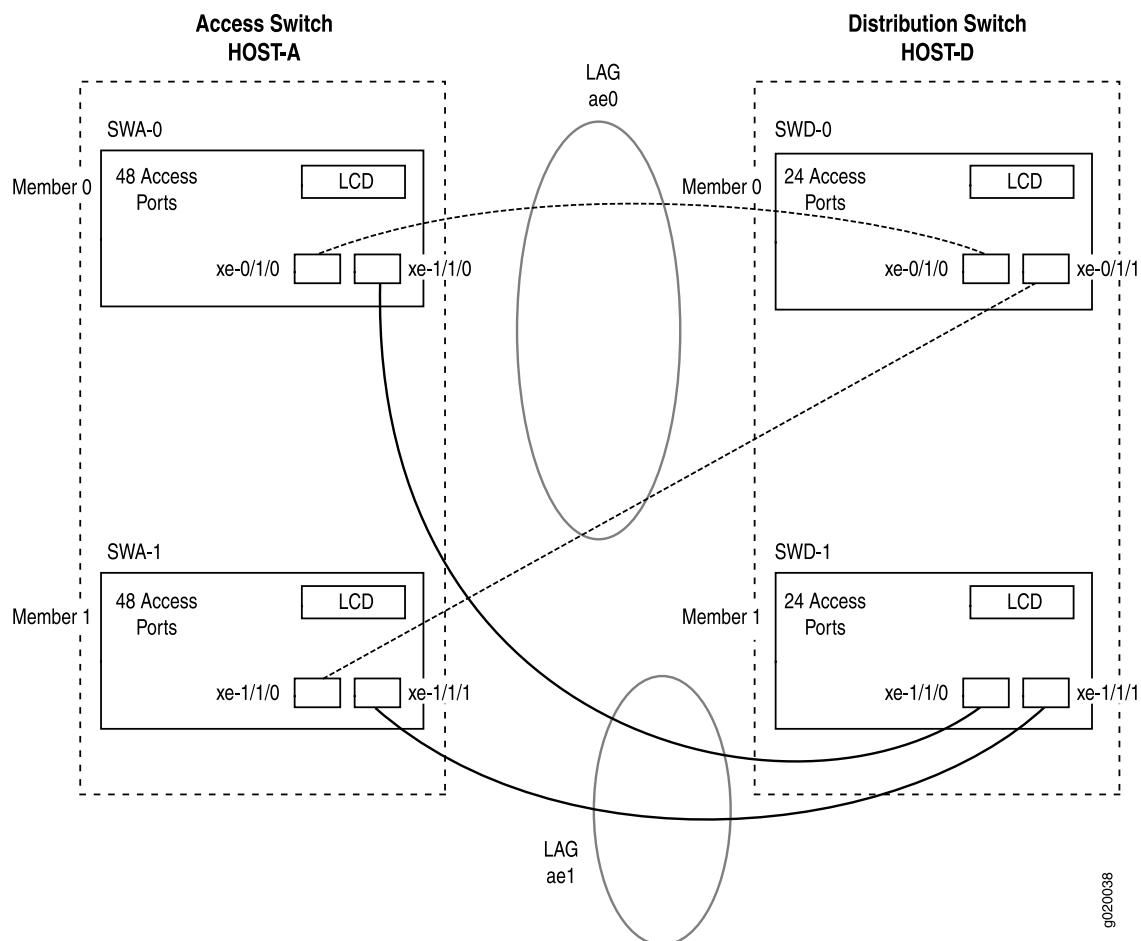 Access Switch
HOST-A
Distribution Switch
HOST-D
LAG
ae0
SWA-0
SWD-0
Member 0
48 Access
Ports
LCD
Member 0
24 Access
Ports
LCD
xe-0/1/0
xe-1/1/0
xe-0/1/0
xe-0/1/1
SWA-1
SWD-1
Member 1
48 Access
Ports
LCD
Member 1
24 Access
Ports
LCD
xe-1/1/0
xe-1/1/1
xe-1/1/0
xe-1/1/1
LAG
ae1
g020038